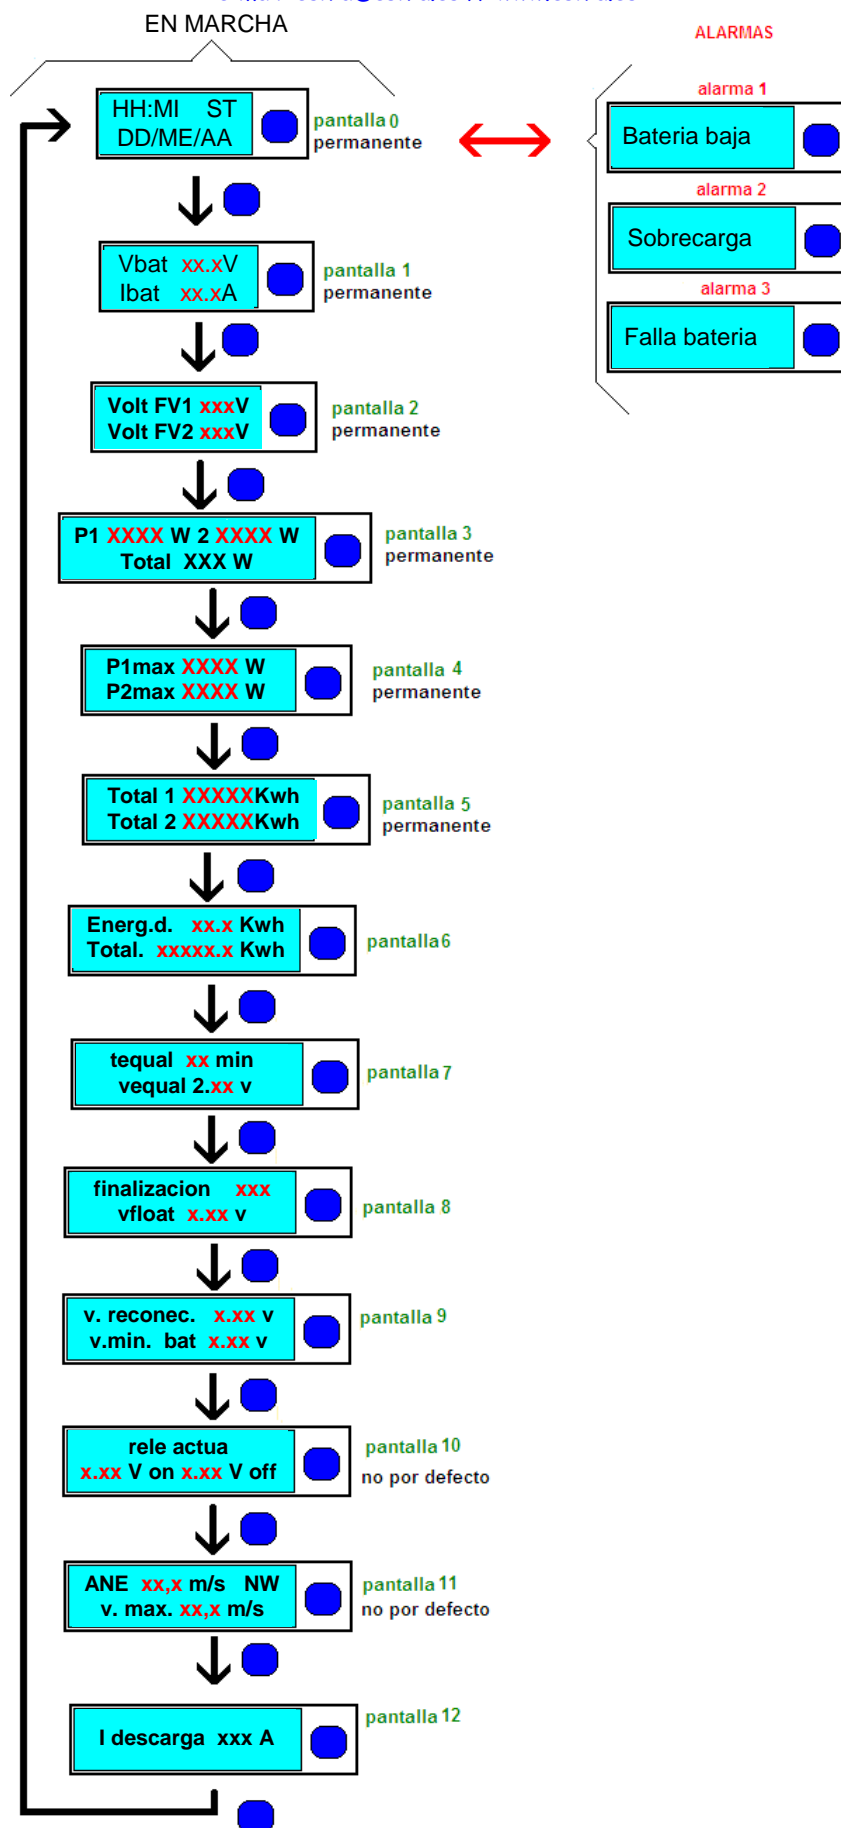 EN MARCHA
HH:MI ST
DD/ME/AA
pantalla 0
permanente
Vbat xx.xV
Ibat xx.xA
pantalla 1
permanente
Volt FV1 xxxV
Volt FV2 xxxV
pantalla 2
permanente
P1 XXXX W 2 XXXX W
Total XXX W
pantalla 3
permanente
P1max XXXX W
P2max XXXX W
pantalla 4
permanente
Total 1 XXXXXKwh
Total 2 XXXXXKwh
pantalla 5
permanente
Energ.d. xx.x Kwh
Total. xxxxx.x Kwh
pantalla6
tequal xx min
vequal 2.xx v
pantalla 7
finalizacion xxx
vfloat x.xx v
pantalla 8
v. reconec. x.xx v
v.min. bat x.xx v
pantalla 9
rele actua
x.xx V on x.xx V off
pantalla 10
no por defecto
ANE xx,x m/s NW
v. max. xx,x m/s
pantalla 11
no por defecto
I descarga xxx A
pantalla 12
ALARMAS
alarma 1
Bateria baja
alarma 2
Sobrecarga
alarma 3
Falla bateria